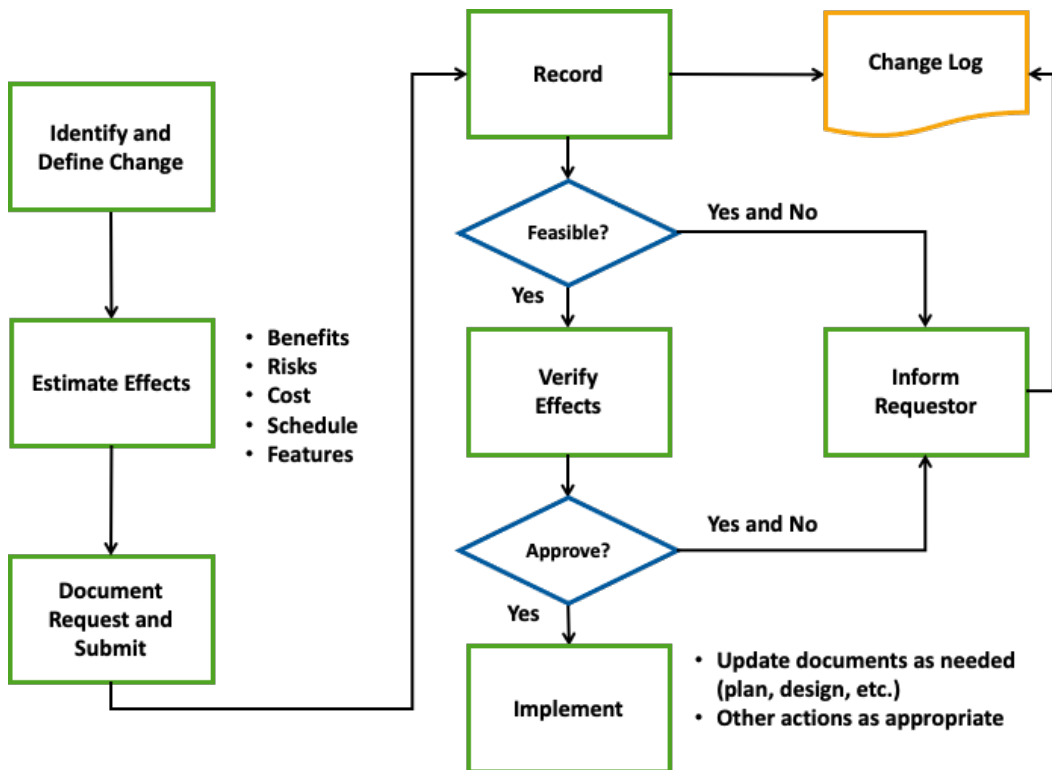 Identify and
Define Change
Estimate Effects
• Benefits
• Risks
• Cost
• Schedule
• Features
Document
Request and
Submit
Record
Change Log
Feasible?
Yes and No
Yes
Verify
Effects
Inform
Requestor
Approve?
Yes and No
Yes
Implement
• Update documents as needed
(plan, design, etc.)
• Other actions as appropriate